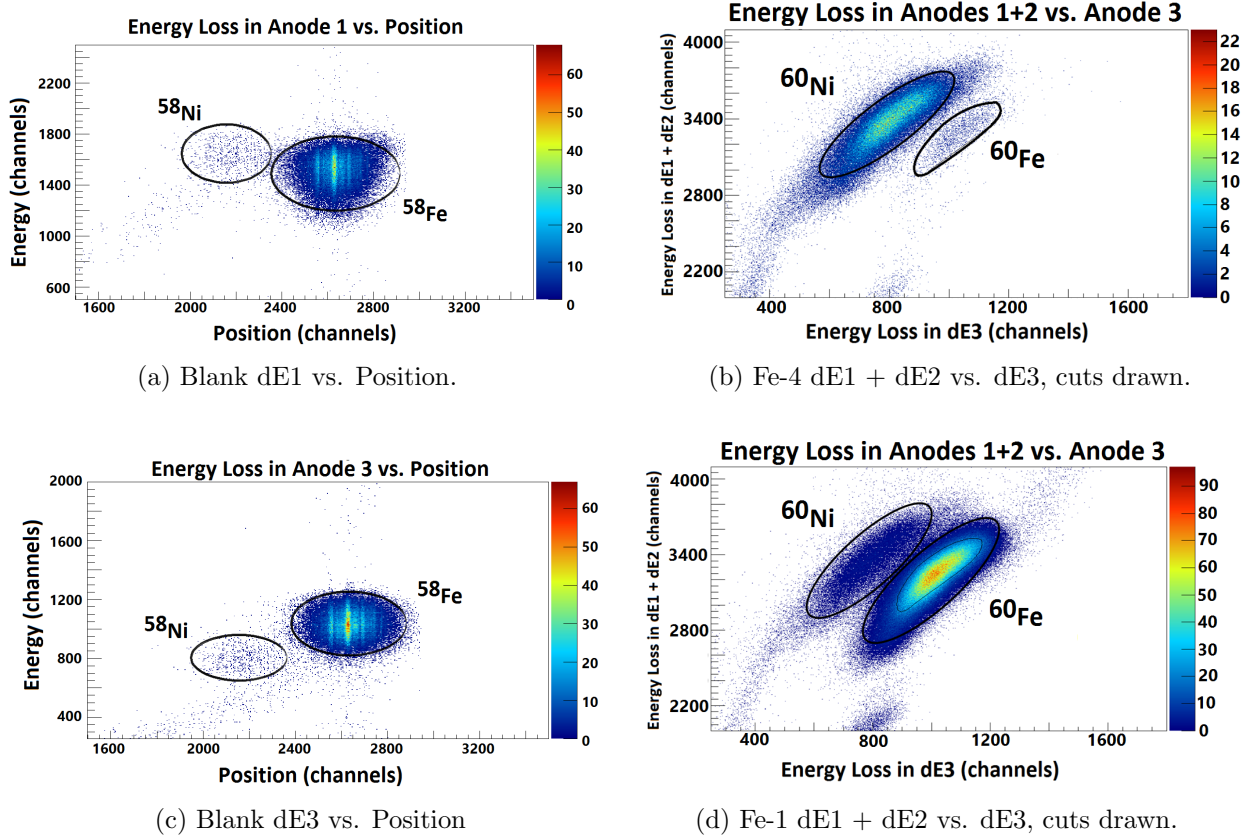 Energy Loss in Anode 1 vs. Position
Energy (channels)
2200
1800
1400
1000
600
58Ni
58Fe
60
50
40
30
20
10
0
1600 2000 2400 2800 3200
Position (channels)
(a) Blank dE1 vs. Position.
Energy Loss in Anodes 1+2 vs. Anode 3
Energy Loss in dE1 + dE2 (channels)
4000
3400
2800
2200
60Ni
60Fe
22
20
18
16
14
12
10
8
6
4
2
0
400 800 1200 1600
Energy Loss in dE3 (channels)
(b) Fe-4 dE1 + dE2 vs. dE3, cuts drawn.
Energy Loss in Anode 3 vs. Position
Energy (channels)
2000
1600
1200
800
400
58Ni
58Fe
60
50
40
30
20
10
0
1600 2000 2400 2800 3200
Position (channels)
(c) Blank dE3 vs. Position
Energy Loss in Anodes 1+2 vs. Anode 3
Energy Loss in dE1 + dE2 (channels)
4000
3400
2800
2200
60Ni
60Fe
90
80
70
60
50
40
30
20
10
0
400 800 1200 1600
Energy Loss in dE3 (channels)
(d) Fe-1 dE1 + dE2 vs. dE3, cuts drawn.